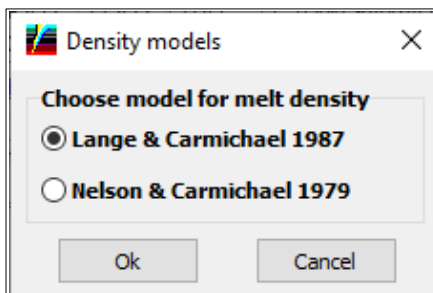 Density models
Choose model for melt density
Lange & Carmichael 1987
Nelson & Carmichael 1979
Ok
Cancel